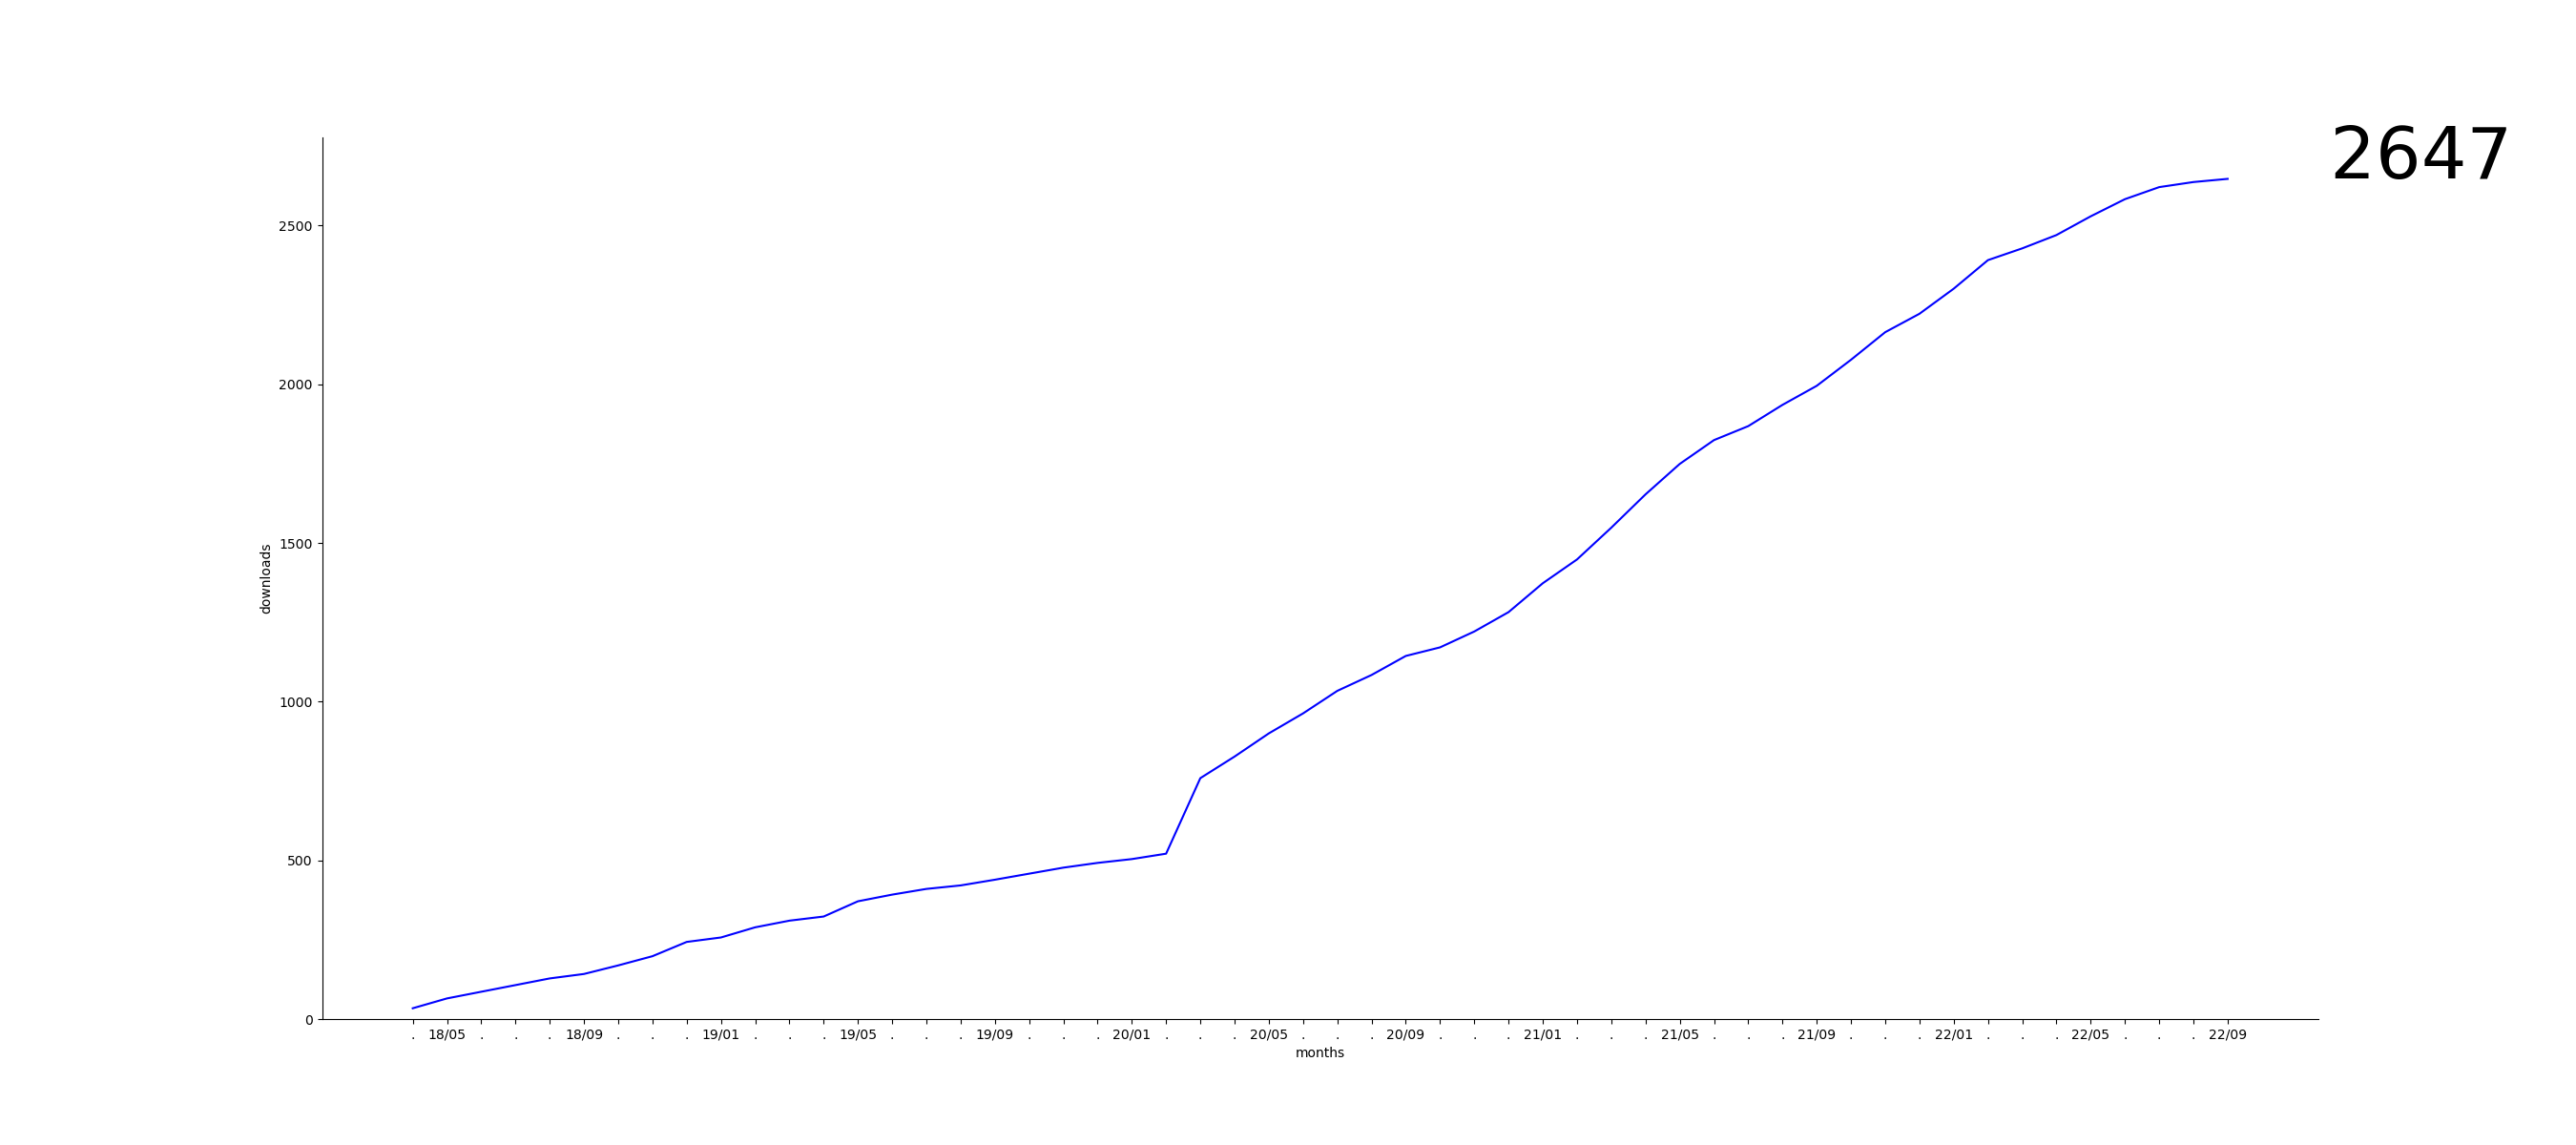 2647
2500
2000
1500
1000
500
0
downloads
. 18/05 . . . 18/09 . . . 19/01 . . . 19/05 . . . 19/09 . . . 20/01 . . . 20/05 . . . 20/09 . . . 21/01 . . . 21/05 . . . 21/09 . . . 22/01 . . . 22/05 . . . 22/09
months